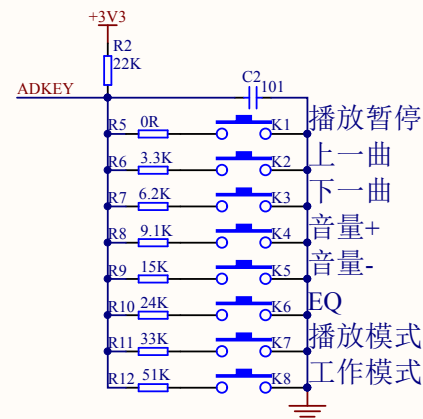 +3V3
R2
22K
ADKEY
C2
101
R5 0R K1 播放暂停
R6 3.3K K2 上一曲
R7 6.2K K3 下一曲
R8 9.1K K4 音量+
R9 15K K5 音量-
R10 24K K6 EQ
R11 33K K7 播放模式
R12 51K K8 工作模式